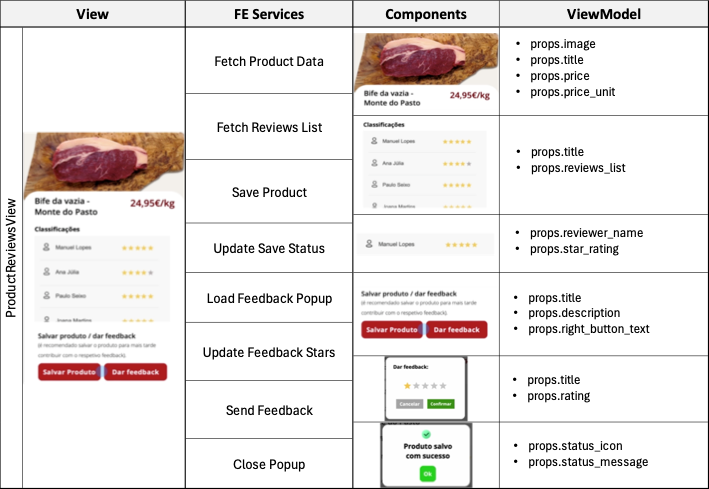 View
FE Services
Components
ViewModel
ProductReviewsView
Bife da vazia -
Monte do Pasto
24,95€/kg
Classificações
Manuel Lopes
Ana Júlia
Paulo Saixo
Salvar produto / dar feedback
(é recomendado salvar o produto para mais tarde
contribuir com o respetivo feedback)
Salvar Produto
Dar feedback
Fetch Product Data
Fetch Reviews List
Save Product
Update Save Status
Load Feedback Popup
Update Feedback Stars
Send Feedback
Close Popup
Bife da vazia -
Monte do Pasto
24,95€/kg
• props.image
• props.title
• props.price
• props.price_unit
Classificações
Manuel Lopes
Ana Júlia
Paulo Saixo
• props.title
• props.reviews_list
Manuel Lopes
• props.reviewer_name
• props.star_rating
Salvar produto / dar feedback
(é recomendado salvar o produto para mais tarde
contribuir com o respetivo feedback)
Salvar Produto
Dar feedback
• props.title
• props.description
• props.right_button_text
Dar feedback:
Cancelar
Confirmar
• props.title
• props.rating
Produto salvo
com sucesso
Ok
• props.status_icon
• props.status_message